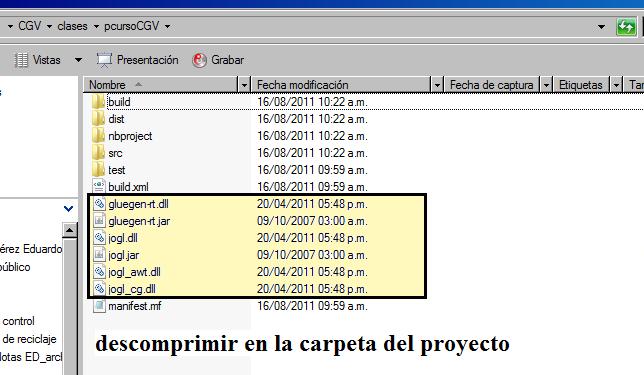 CGV clases pcursoCGV
Vistas Presentación Grabar
Nombre Fecha modificación Fecha de captura Etiquetas
build 16/08/2011 10:22 a.m.
dist 16/08/2011 10:22 a.m.
nbproject 16/08/2011 10:22 a.m.
src 16/08/2011 10:22 a.m.
test 16/08/2011 09:59 a.m.
build.xml 16/08/2011 09:59 a.m.
gluegen-rt.dll 20/04/2011 05:48 p.m.
gluegen-rt.jar 09/10/2007 03:00 a.m.
jogl.dll 20/04/2011 05:48 p.m.
jogl.jar 09/10/2007 03:00 a.m.
jogl_awt.dll 20/04/2011 05:48 p.m.
jogl_cg.dll 20/04/2011 05:48 p.m.
manifest.mf 16/08/2011 09:59 a.m.
érez Eduardo
público
control
de reciclaje
lotas ED_arcl
descomprimir en la carpeta del proyecto